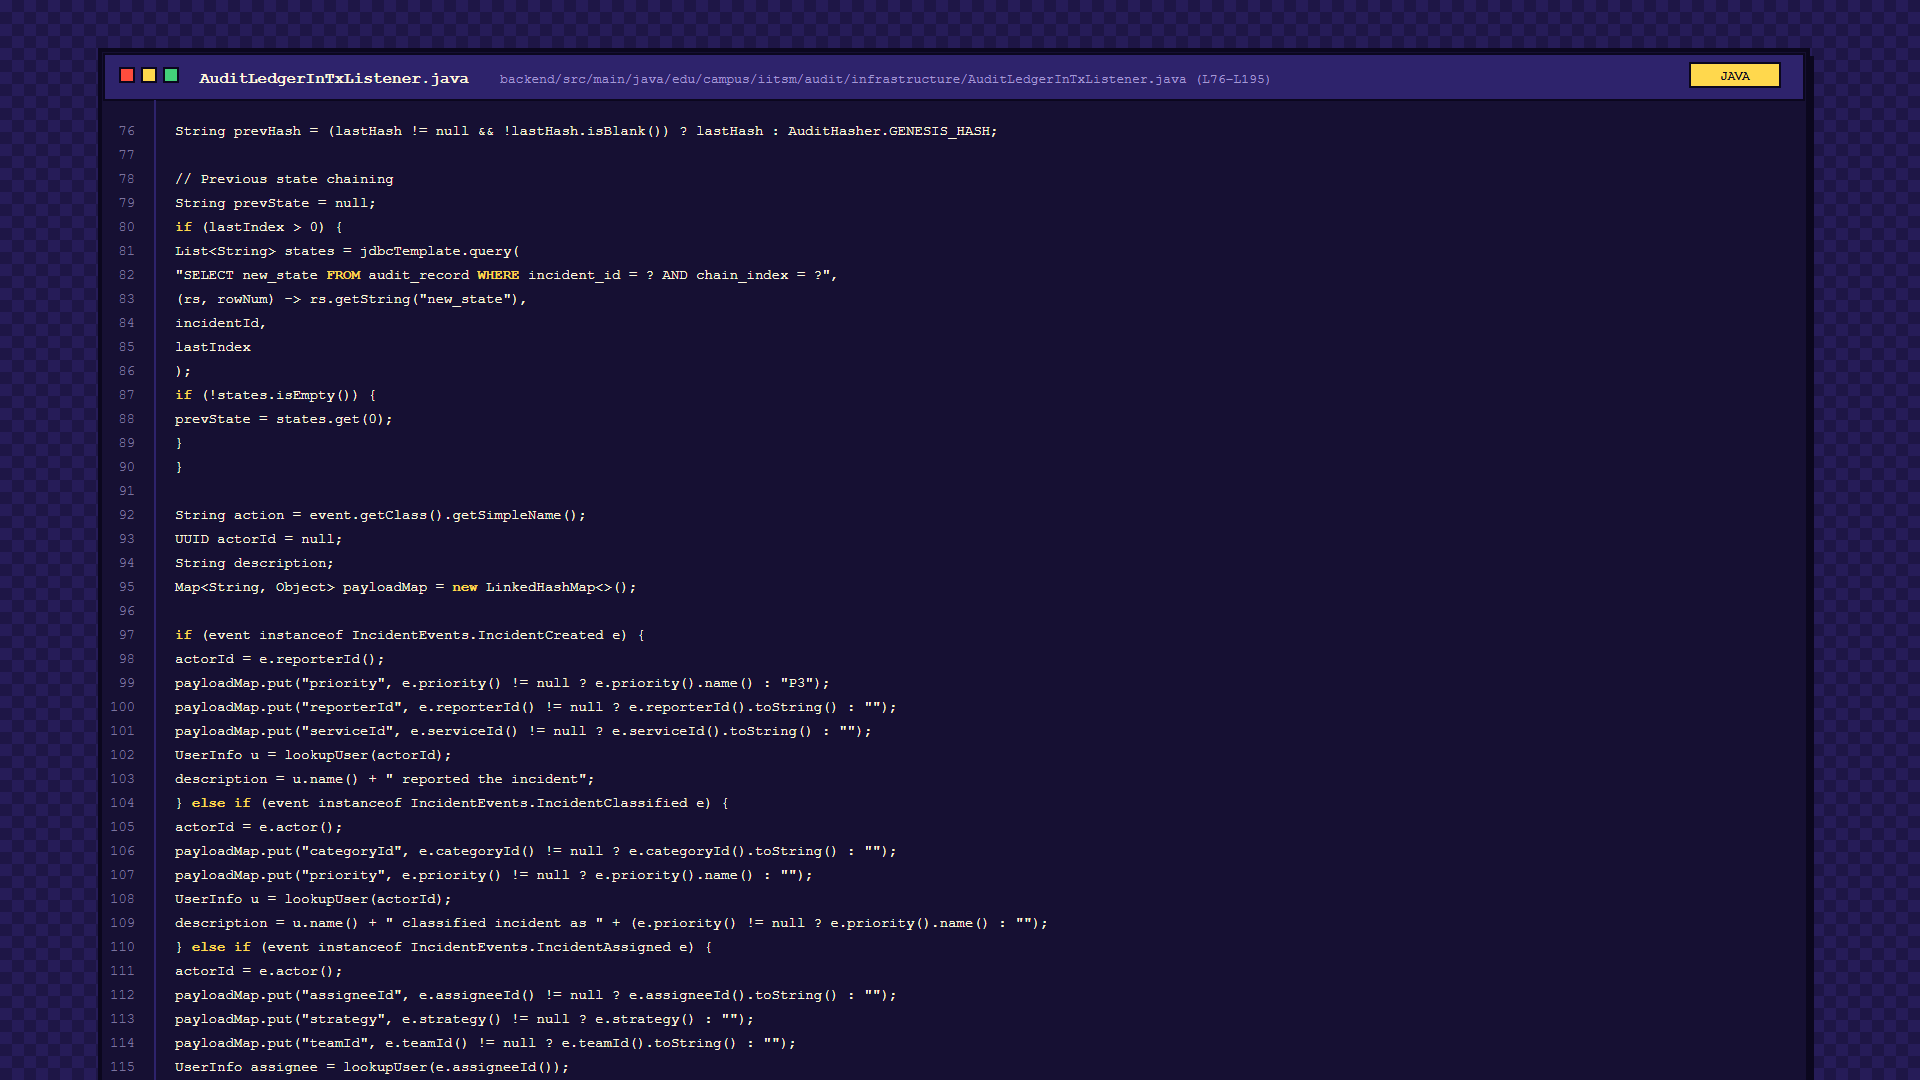 AuditLedgerInTxListener.java backend/src/main/java/edu/campus/iitsm/audit/infrastructure/AuditLedgerInTxListener.java (L76-L195) JAVA
76 String prevHash = (lastHash != null && !lastHash.isBlank()) ? lastHash : AuditHasher.GENESIS_HASH;
77
78 // Previous state chaining
79 String prevState = null;
80 if (lastIndex > 0) {
81 List<String> states = jdbcTemplate.query(
82 "SELECT new_state FROM audit_record WHERE incident_id = ? AND chain_index = ?",
83 (rs, rowNum) -> rs.getString("new_state"),
84 incidentId,
85 lastIndex
86 );
87 if (!states.isEmpty()) {
88 prevState = states.get(0);
89 }
90 }
91
92 String action = event.getClass().getSimpleName();
93 UUID actorId = null;
94 String description;
95 Map<String, Object> payloadMap = new LinkedHashMap<>();
96
97 if (event instanceof IncidentEvents.IncidentCreated e) {
98 actorId = e.reporterId();
99 payloadMap.put("priority", e.priority() != null ? e.priority().name() : "P3");
100 payloadMap.put("reporterId", e.reporterId() != null ? e.reporterId().toString() : "");
101 payloadMap.put("serviceId", e.serviceId() != null ? e.serviceId().toString() : "");
102 UserInfo u = lookupUser(actorId);
103 description = u.name() + " reported the incident";
104 } else if (event instanceof IncidentEvents.IncidentClassified e) {
105 actorId = e.actor();
106 payloadMap.put("categoryId", e.categoryId() != null ? e.categoryId().toString() : "");
107 payloadMap.put("priority", e.priority() != null ? e.priority().name() : "");
108 UserInfo u = lookupUser(actorId);
109 description = u.name() + " classified incident as " + (e.priority() != null ? e.priority().name() : "");
110 } else if (event instanceof IncidentEvents.IncidentAssigned e) {
111 actorId = e.actor();
112 payloadMap.put("assigneeId", e.assigneeId() != null ? e.assigneeId().toString() : "");
113 payloadMap.put("strategy", e.strategy() != null ? e.strategy() : "");
114 payloadMap.put("teamId", e.teamId() != null ? e.teamId().toString() : "");
115 UserInfo assignee = lookupUser(e.assigneeId());